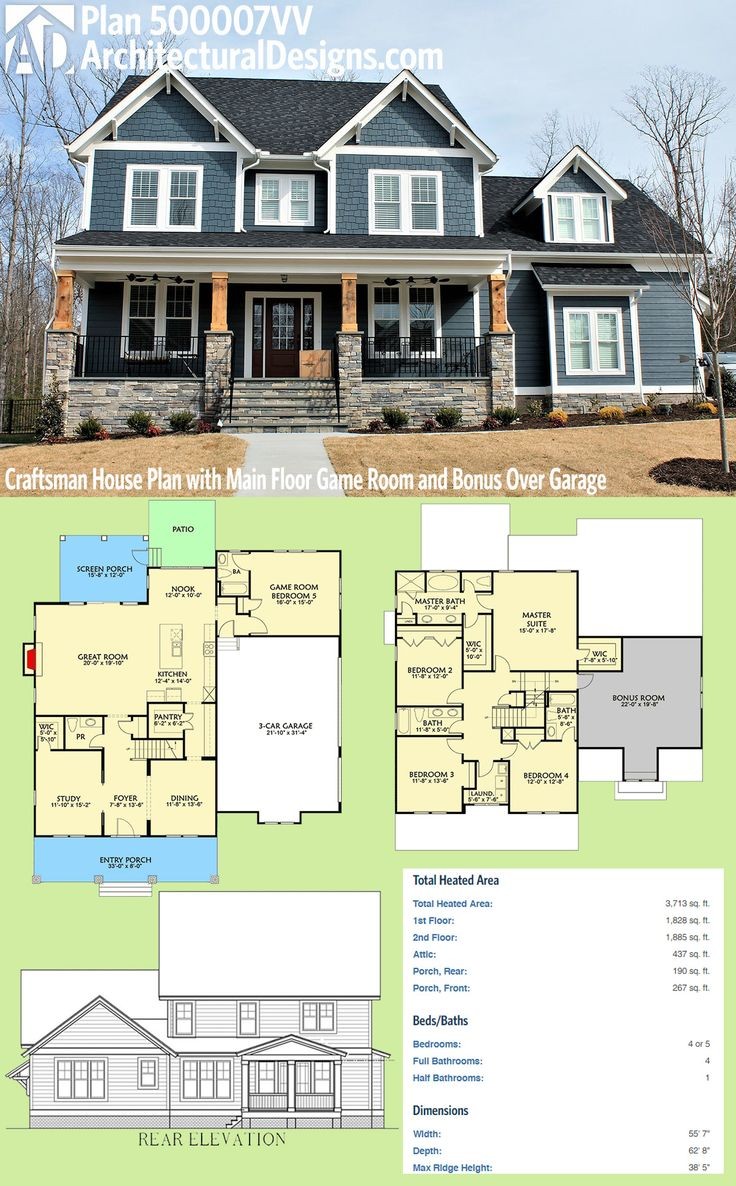 AD
Plan 500007VV
ArchitecturalDesigns.com
Craftsman House Plan with Main Floor Game Room and Bonus Over Garage
PATIO
SCREEN PORCH
15'-8" X 12'-0"
NOOK
12'-0" X 10'-0"
BA
GAME ROOM
BEDROOM 5
16'-0" X 15'-0"
GREAT ROOM
20'-0" X 19'-10"
KITCHEN
12'-4" X 14'-0"
PANTRY
6'-2" X 6'-2"
3-CAR GARAGE
21'-10" X 31'-4"
WIC
5'-0" X
5'-10"
PR
STUDY
11'-10" X 15'-2"
FOYER
7'-8" X 13'-6"
DINING
11'-8" X 13'-6"
ENTRY PORCH
33'-0" X 8'-0"
MASTER BATH
17'-0" X 9'-4"
MASTER
SUITE
15'-0" X 17'-8"
WIC
5'-0" X
10'-0"
WIC
7'-8" X 5'-10"
BEDROOM 2
11'-8" X 12'-0"
BONUS ROOM
22'-0" X 19'-8"
BATH
11'-8" X 5'-0"
BATH
5'-6" X
8'-6"
BEDROOM 3
11'-8" X 13'-6"
LAUND.
5'-6" X 7'-6"
BEDROOM 4
12'-0" X 12'-8"
REAR ELEVATION
Total Heated Area
Total Heated Area: 3,713 sq. ft.
1st Floor: 1,828 sq. ft.
2nd Floor: 1,885 sq. ft.
Attic: 437 sq. ft.
Porch, Rear: 190 sq. ft.
Porch, Front: 267 sq. ft.
Beds/Baths
Bedrooms: 4 or 5
Full Bathrooms: 4
Half Bathrooms: 1
Dimensions
Width: 55' 7"
Depth: 62' 8"
Max Ridge Height: 38' 5"